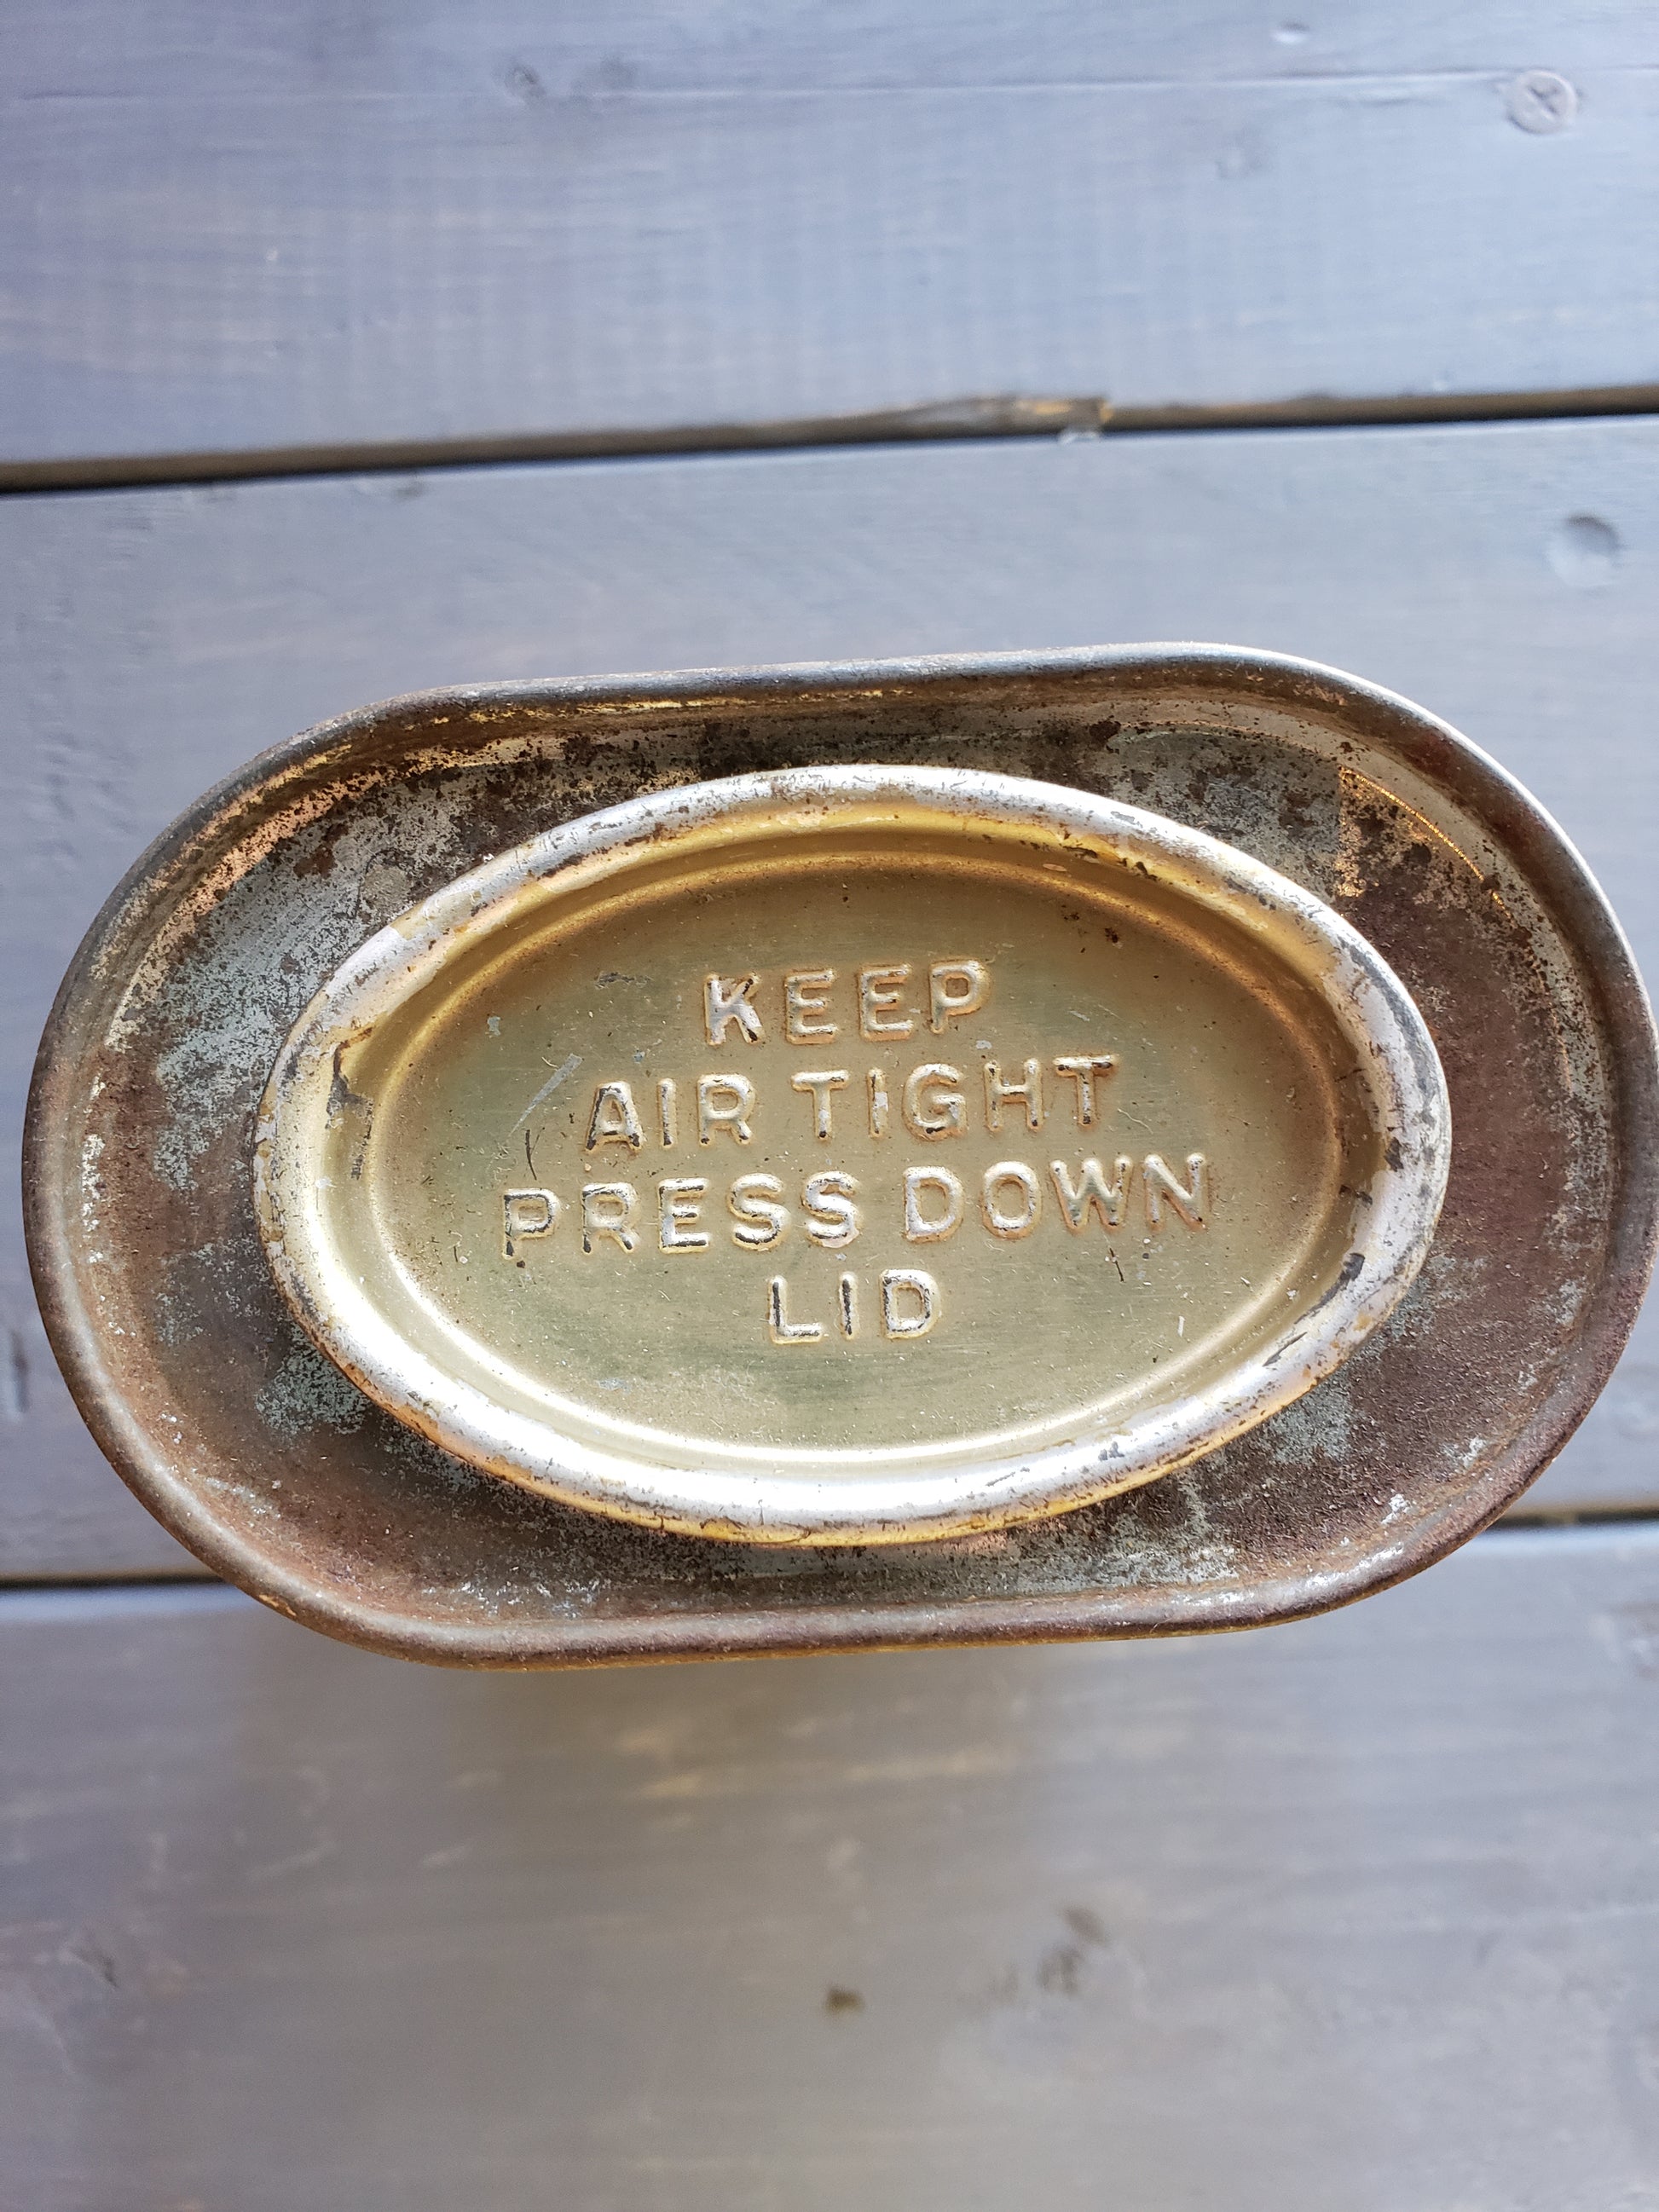 KEEP
AIR TIGHT
PRESS DOWN
LID